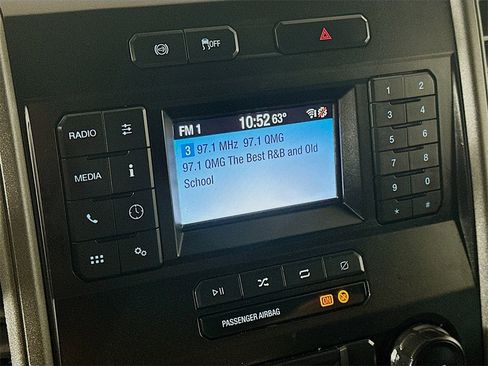 OFF
FM 1 10:52 63°
3 97.1 MHz 97.1 QMG
97.1 QMG The Best R&B and Old
School
RADIO
MEDIA i
1 2
3 4
5 6
7 8
9 0
* #
PASSENGER AIRBAG ON